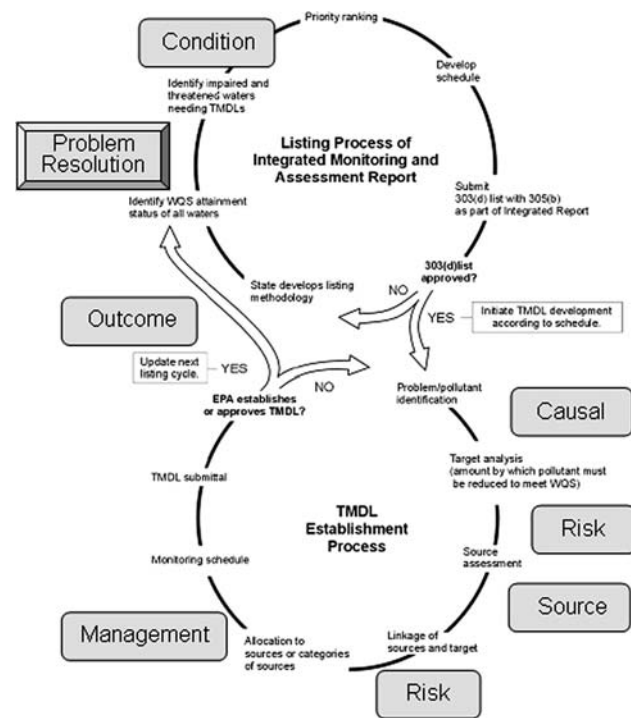 Priority ranking
Condition
Develop
schedule
Identify impaired and
threatened waters
needing TMDLs
Problem
Resolution
Listing Process of
Integrated Monitoring and
Assessment Report
Submit
303(d) list with 305(b)
as part of Integrated Report
Identify WQS attainment
status of all waters
303(d)list
approved?
State develops listing
methodology
NO
YES
Initiate TMDL development
according to schedule.
Outcome
Update next
listing cycle.
YES
NO
EPA establishes
or approves TMDL?
Problem/pollutant
identification
Causal
Target analysis
(amount by which pollutant must
be reduced to meet WQS)
TMDL submittal
TMDL
Establishment
Process
Risk
Monitoring schedule
Source
assessment
Source
Management
Allocation to
sources or categories
of sources
Linkage of
sources and target
Risk